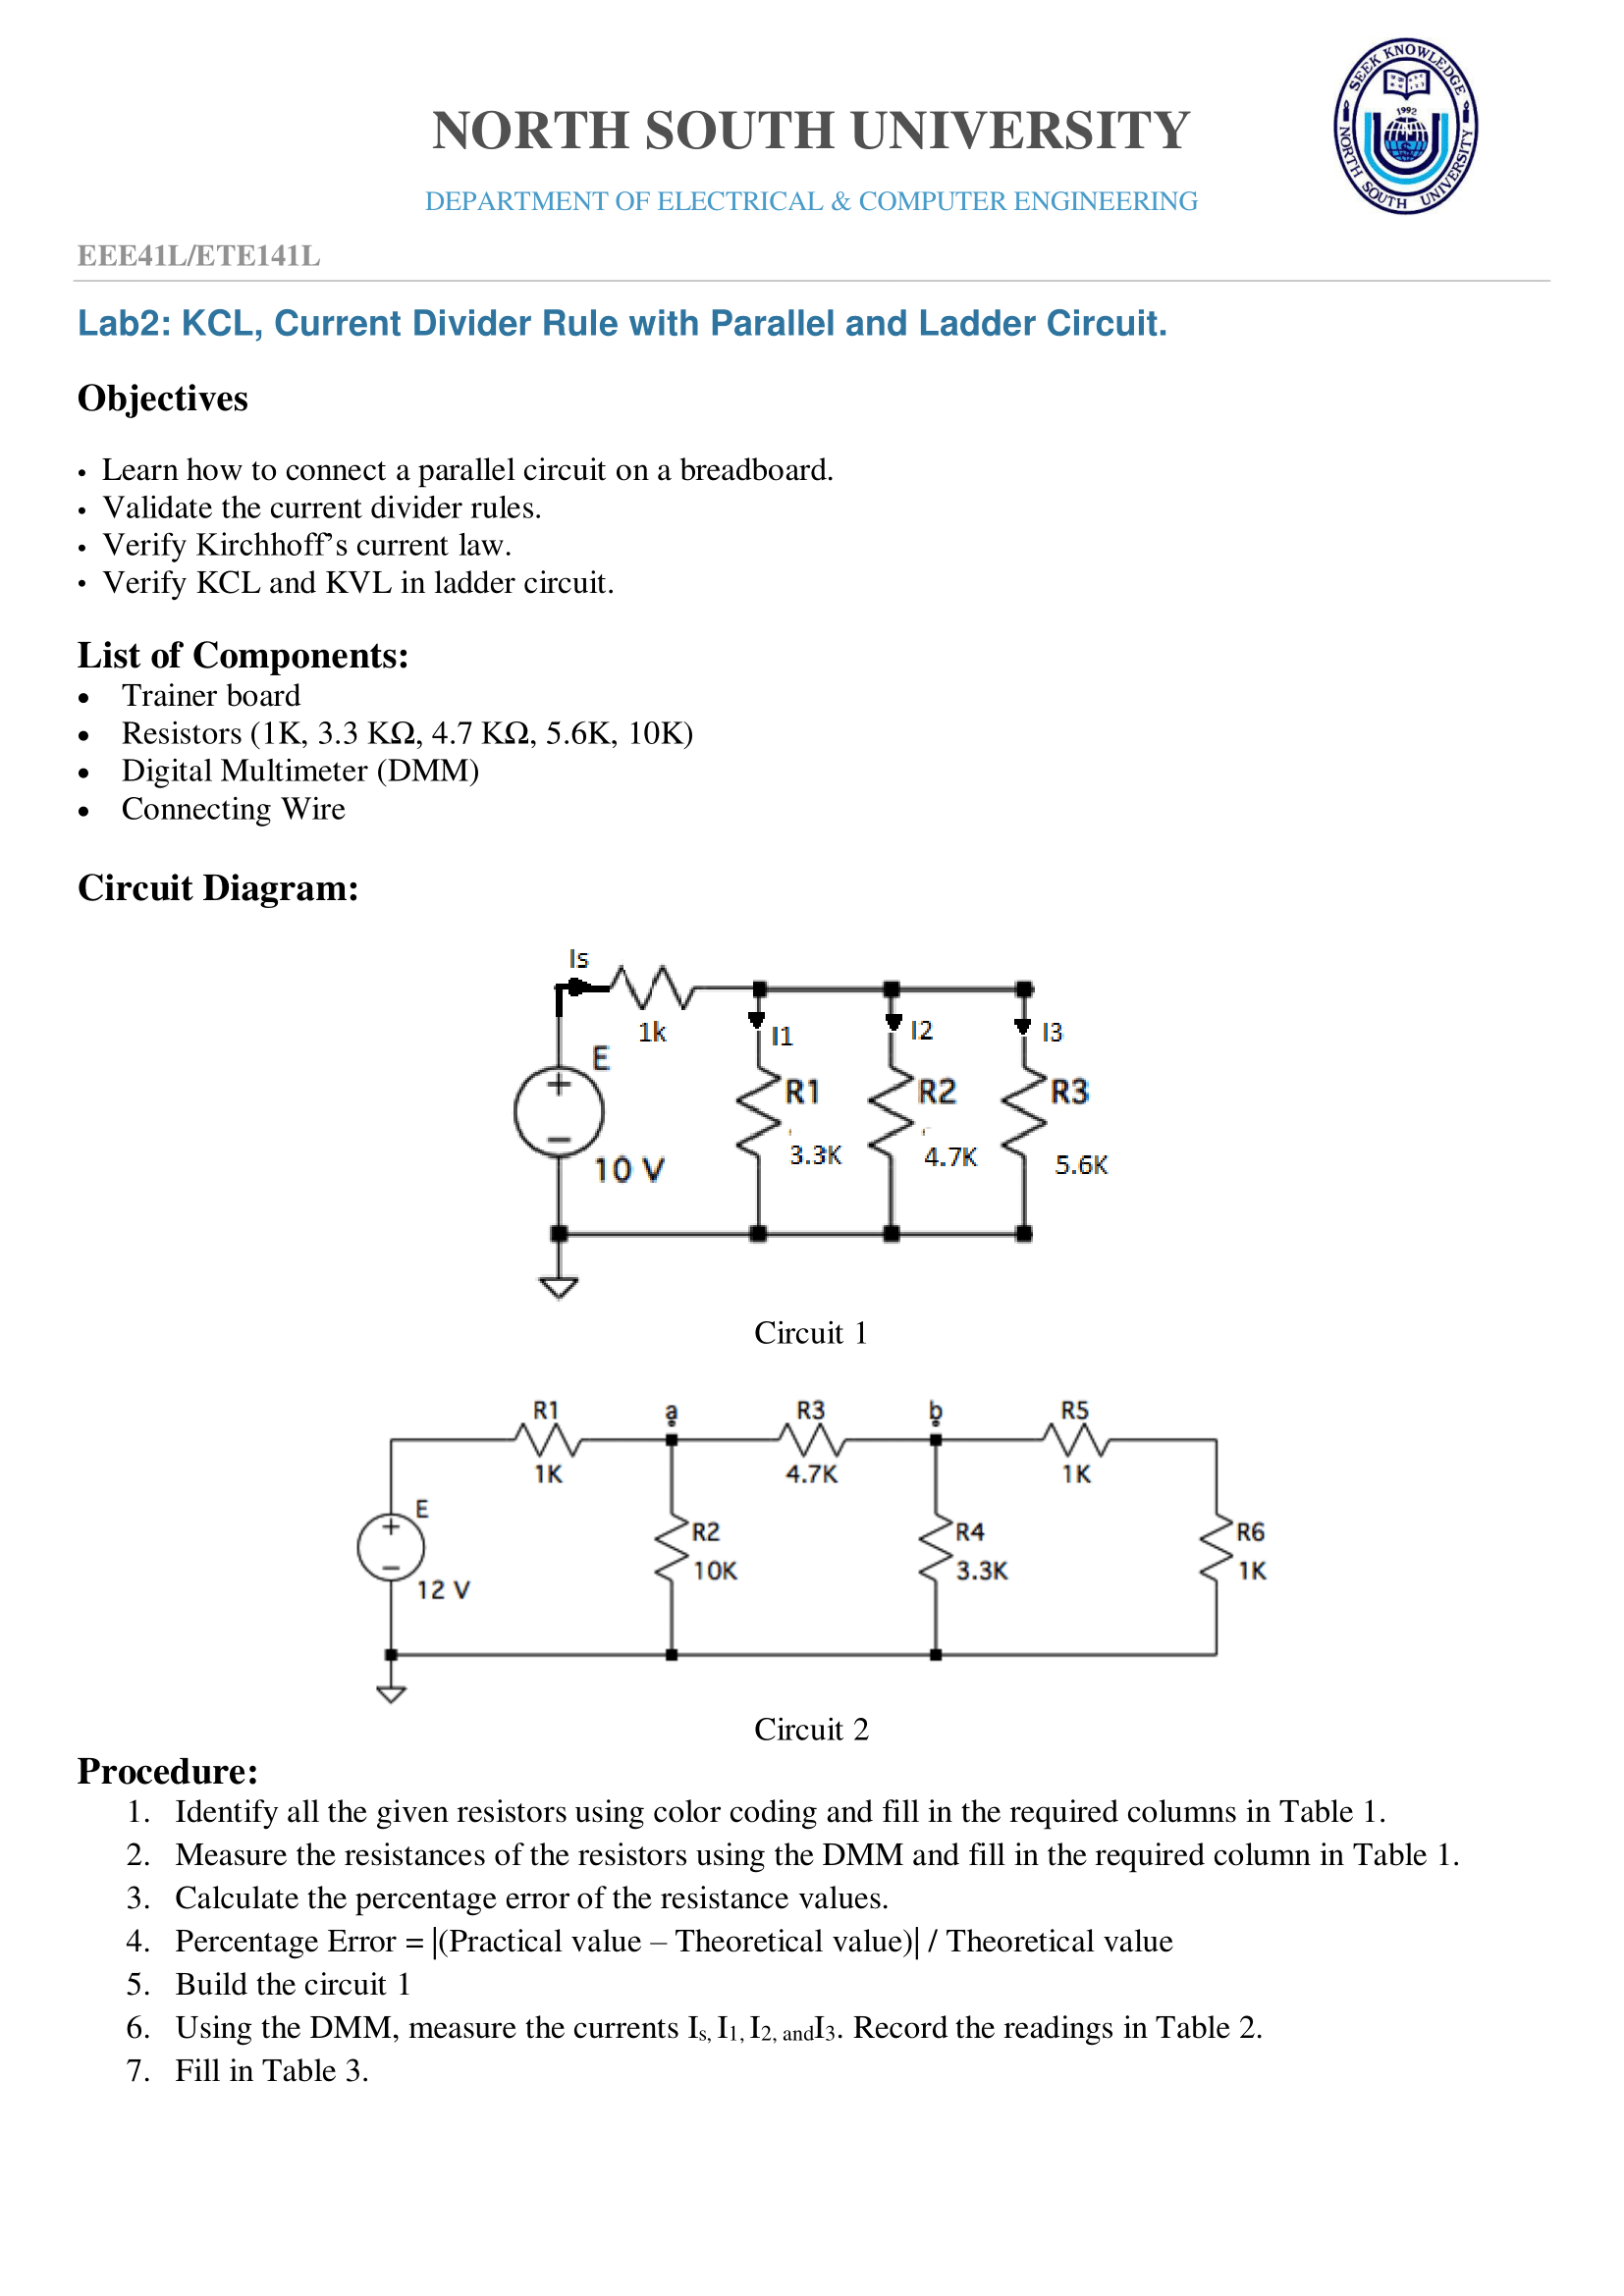 SEEK KNOWLEDGE
1992
NORTH SOUTH UNIVERSITY
NORTH SOUTH UNIVERSITY
DEPARTMENT OF ELECTRICAL & COMPUTER ENGINEERING
EEE41L/ETE141L
Lab2: KCL, Current Divider Rule with Parallel and Ladder Circuit.
Objectives
• Learn how to connect a parallel circuit on a breadboard.
• Validate the current divider rules.
• Verify Kirchhoff’s current law.
• Verify KCL and KVL in ladder circuit.
List of Components:
• Trainer board
• Resistors (1K, 3.3 KΩ, 4.7 KΩ, 5.6K, 10K)
• Digital Multimeter (DMM)
• Connecting Wire
Circuit Diagram:
Is
1k
I1
I2
I3
E
+
−
10 V
R1
3.3K
R2
4.7K
R3
5.6K
Circuit 1
R1
1K
a
R3
4.7K
b
R5
1K
E
+
−
12 V
R2
10K
R4
3.3K
R6
1K
Circuit 2
Procedure:
1. Identify all the given resistors using color coding and fill in the required columns in Table 1.
2. Measure the resistances of the resistors using the DMM and fill in the required column in Table 1.
3. Calculate the percentage error of the resistance values.
4. Percentage Error = |(Practical value – Theoretical value)| / Theoretical value
5. Build the circuit 1
6. Using the DMM, measure the currents Is, I1, I2, andI3. Record the readings in Table 2.
7. Fill in Table 3.